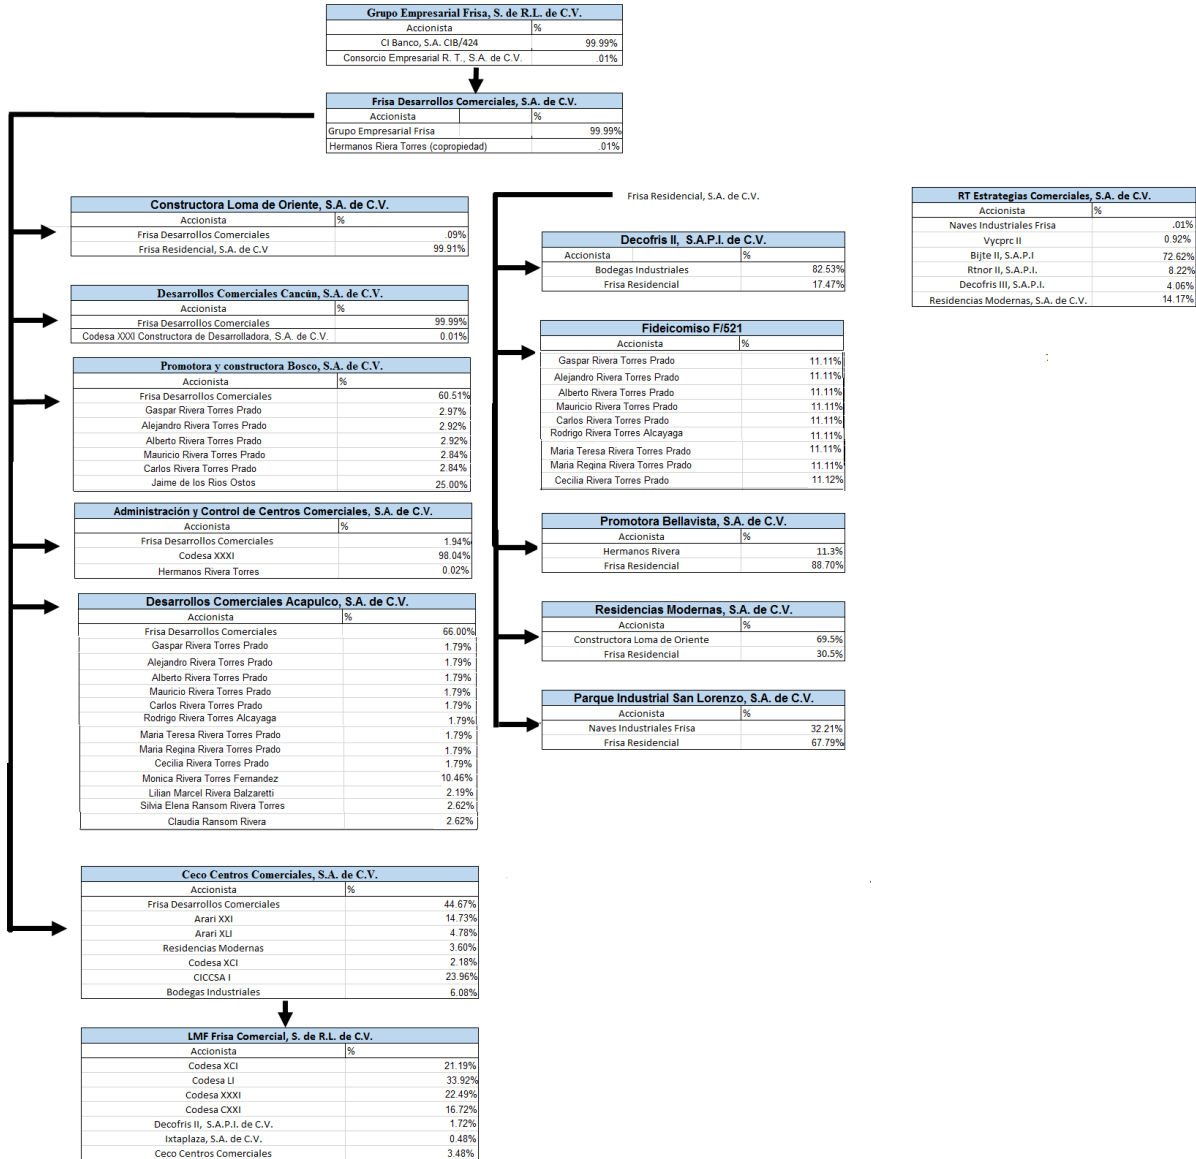 Grupo Empresarial Frisa, S. de R.L. de C.V.
Accionista %
CI Banco, S.A. CIB/424 99.99%
Consorcio Empresarial R. T., S.A. de C.V. .01%
Frisa Desarrollos Comerciales, S.A. de C.V.
Accionista %
Grupo Empresarial Frisa 99.99%
Hermanos Riera Torres (copropiedad) .01%
Constructora Loma de Oriente, S.A. de C.V.
Accionista %
Frisa Desarrollos Comerciales .09%
Frisa Residencial, S.A. de C.V 99.91%
Desarrollos Comerciales Cancún, S.A. de C.V.
Accionista %
Frisa Desarrollos Comerciales 99.99%
Codesa XXXI Constructora de Desarrolladora, S.A. de C.V. 0.01%
Promotora y constructora Bosco, S.A. de C.V.
Accionista %
Frisa Desarrollos Comerciales 60.51%
Gaspar Rivera Torres Prado 2.97%
Alejandro Rivera Torres Prado 2.92%
Alberto Rivera Torres Prado 2.92%
Mauricio Rivera Torres Prado 2.84%
Carlos Rivera Torres Prado 2.84%
Jaime de los Rios Ostos 25.00%
Administración y Control de Centros Comerciales, S.A. de C.V.
Accionista %
Frisa Desarrollos Comerciales 1.94%
Codesa XXXI 98.04%
Hermanos Rivera Torres 0.02%
Desarrollos Comerciales Acapulco, S.A. de C.V.
Accionista %
Frisa Desarrollos Comerciales 66.00%
Gaspar Rivera Torres Prado 1.79%
Alejandro Rivera Torres Prado 1.79%
Alberto Rivera Torres Prado 1.79%
Mauricio Rivera Torres Prado 1.79%
Carlos Rivera Torres Prado 1.79%
Rodrigo Rivera Torres Alcayaga 1.79%
Maria Teresa Rivera Torres Prado 1.79%
Maria Regina Rivera Torres Prado 1.79%
Cecilia Rivera Torres Prado 1.79%
Monica Rivera Torres Fernandez 10.46%
Lilian Marcel Rivera Balzaretti 2.19%
Silvia Elena Ransom Rivera Torres 2.62%
Claudia Ransom Rivera 2.62%
Ceco Centros Comerciales, S.A. de C.V.
Accionista %
Frisa Desarrollos Comerciales 44.67%
Arari XXI 14.73%
Arari XLI 4.78%
Residencias Modernas 3.60%
Codesa XCI 2.18%
CICCSA I 23.96%
Bodegas Industriales 6.08%
LMF Frisa Comercial, S. de R.L. de C.V.
Accionista %
Codesa XCI 21.19%
Codesa LI 33.92%
Codesa XXXI 22.49%
Codesa CXXI 16.72%
Decofris II, S.A.P.I. de C.V. 1.72%
Ixtaplaza, S.A. de C.V. 0.48%
Ceco Centros Comerciales 3.48%
Frisa Residencial, S.A. de C.V.
Decofris II, S.A.P.I. de C.V.
Accionista %
Bodegas Industriales 82.53%
Frisa Residencial 17.47%
Fideicomiso F/521
Accionista %
Gaspar Rivera Torres Prado 11.11%
Alejandro Rivera Torres Prado 11.11%
Alberto Rivera Torres Prado 11.11%
Mauricio Rivera Torres Prado 11.11%
Carlos Rivera Torres Prado 11.11%
Rodrigo Rivera Torres Alcayaga 11.11%
Maria Teresa Rivera Torres Prado 11.11%
Maria Regina Rivera Torres Prado 11.11%
Cecilia Rivera Torres Prado 11.12%
Promotora Bellavista, S.A. de C.V.
Accionista %
Hermanos Rivera 11.3%
Frisa Residencial 88.70%
Residencias Modernas, S.A. de C.V.
Accionista %
Constructora Loma de Oriente 69.5%
Frisa Residencial 30.5%
Parque Industrial San Lorenzo, S.A. de C.V.
Accionista %
Naves Industriales Frisa 32.21%
Frisa Residencial 67.79%
RT Estrategias Comerciales, S.A. de C.V.
Accionista %
Naves Industriales Frisa .01%
Vycprc II 0.92%
Bijte II, S.A.P.I 72.62%
Rtnor II, S.A.P.I. 8.22%
Decofris III, S.A.P.I. 4.06%
Residencias Modernas, S.A. de C.V. 14.17%